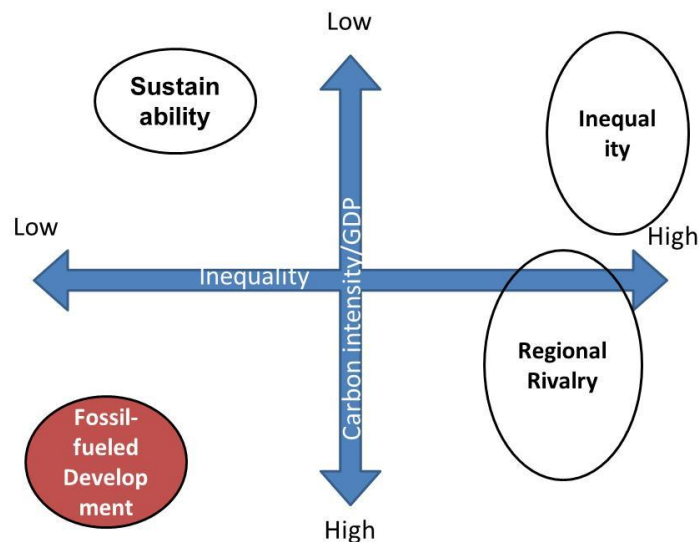 Low
Sustain
ability
Inequal
ity
Low
High
Inequality
Carbon intensity/GDP
Regional
Rivalry
Fossil-
fueled
Develop
ment
High